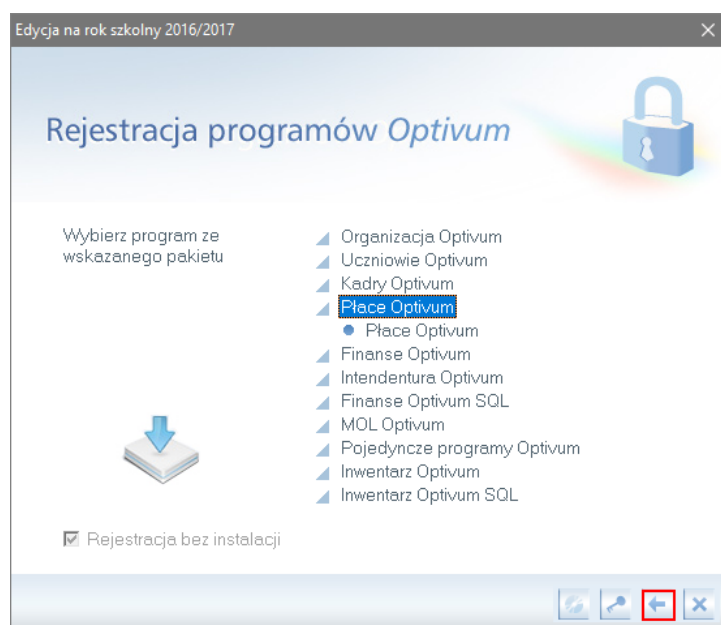 Edycja na rok szkolny 2016/2017
Rejestracja programów Optivum
Wybierz program ze
wskazanego pakietu
Organizacja Optivum
Uczniowie Optivum
Kadry Optivum
Płace Optivum
Płace Optivum
Finanse Optivum
Intendentura Optivum
Finanse Optivum SQL
MOL Optivum
Pojedyncze programy Optivum
Inwentarz Optivum
Inwentarz Optivum SQL
Rejestracja bez instalacji